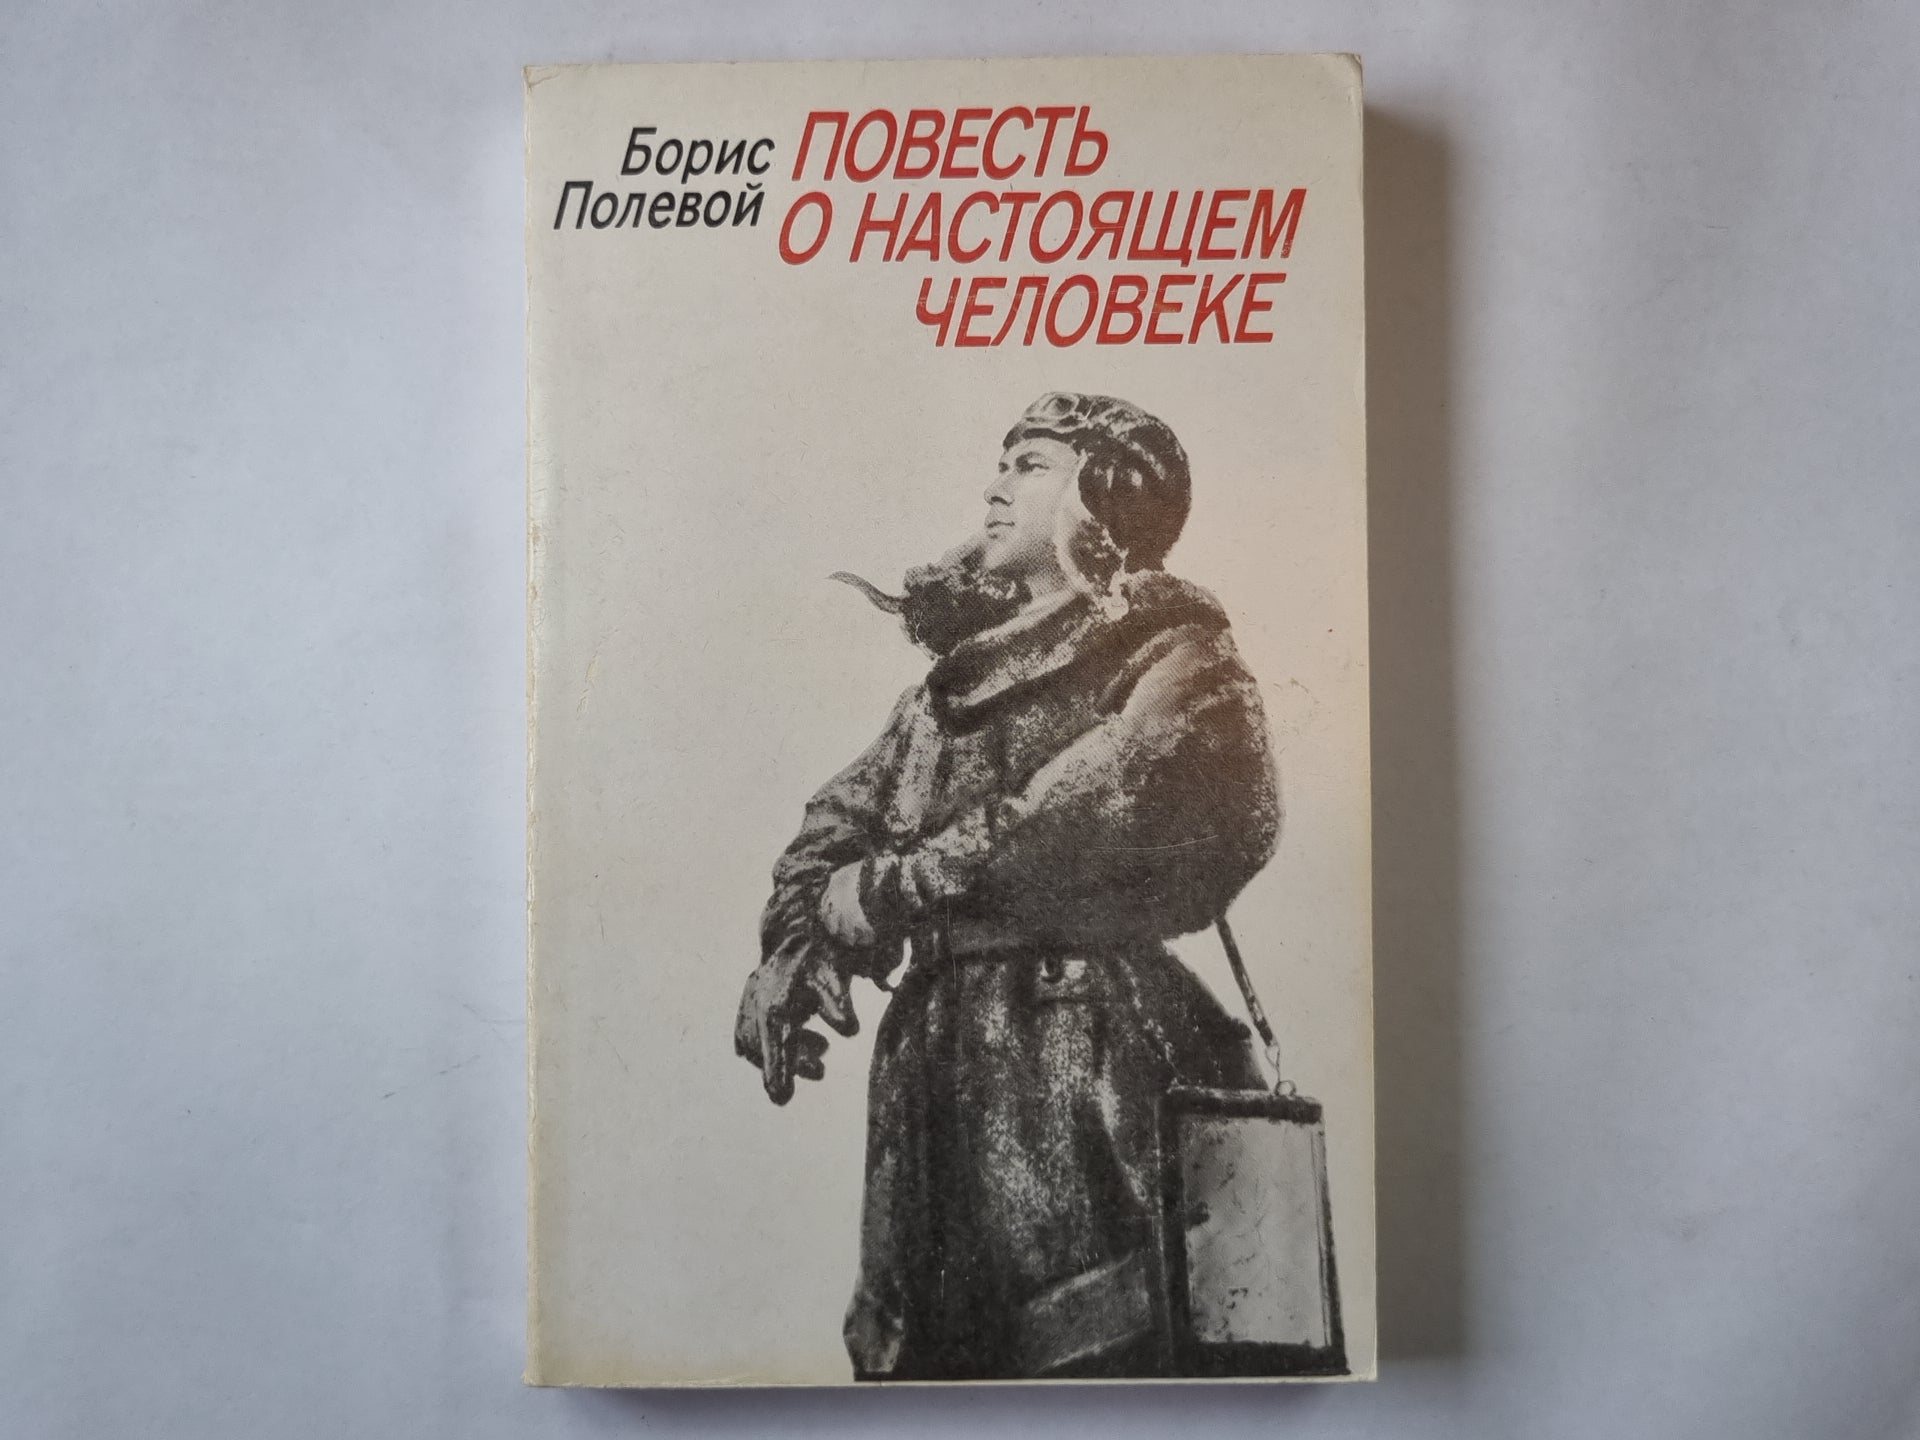 Борис
Полевой
ПОВЕСТЬ
О НАСТОЯЩЕМ
ЧЕЛОВЕКЕ